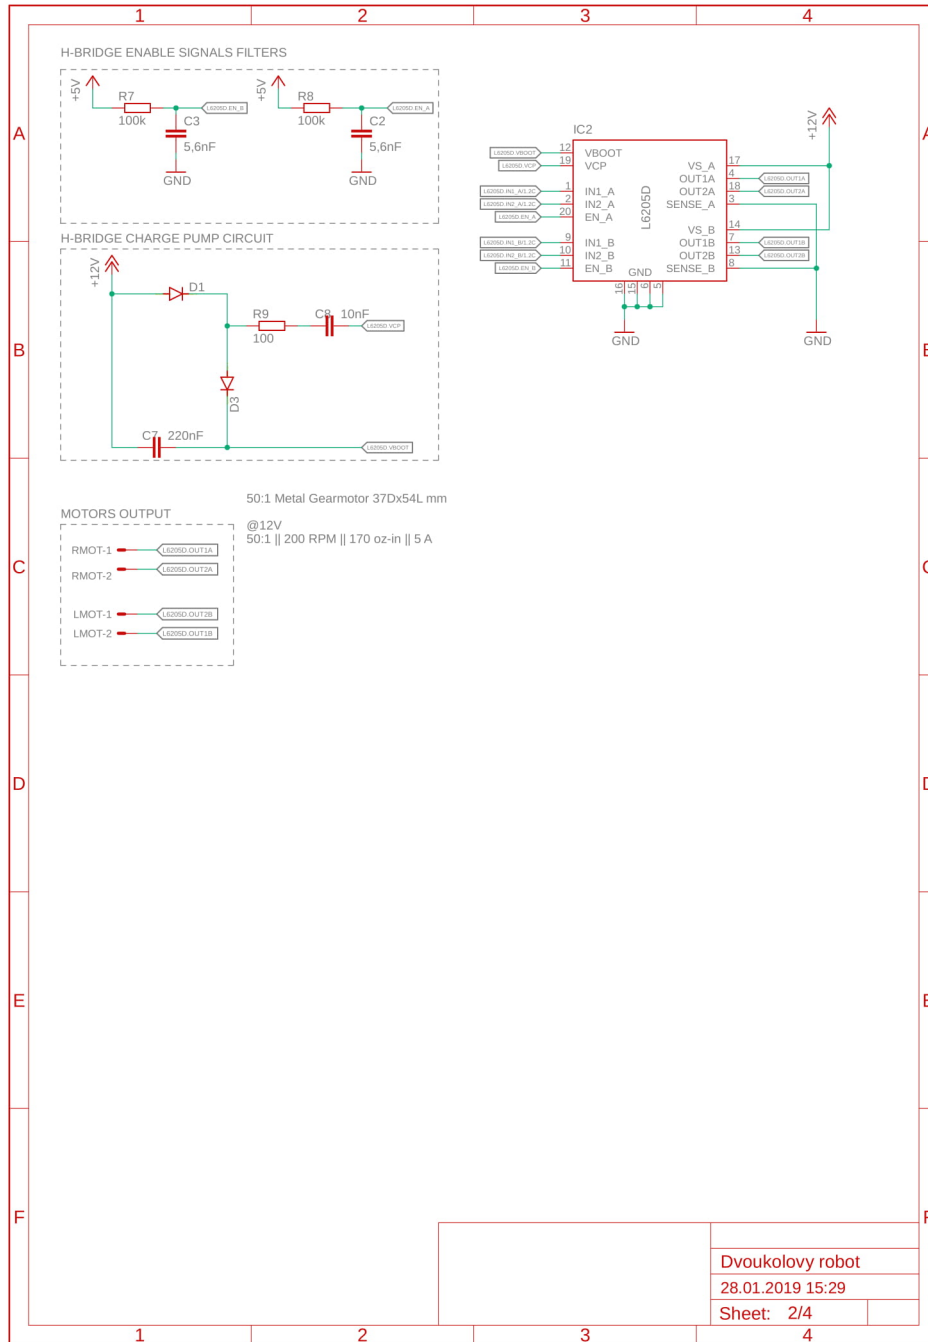 1 2 3 4
H-BRIDGE ENABLE SIGNALS FILTERS
+5V
R7
100k
L6205D.EN_B
C3
5,6nF
GND
+5V
R8
100k
L6205D.EN_A
C2
5,6nF
GND
A
A
H-BRIDGE CHARGE PUMP CIRCUIT
+12V
D1
R9
100
C8 10nF
L6205D.VCP
D3
C7 220nF
L6205D.VBOOT
B
B
IC2
L6205D
+12V
L6205D.VBOOT 12 VBOOT
L6205D.VCP 19 VCP
L6205D.IN1_A/1.2C 1 IN1_A
L6205D.IN2_A/1.2C 2 IN2_A
L6205D.EN_A 20 EN_A
L6205D.IN1_B/1.2C 9 IN1_B
L6205D.IN2_B/1.2C 10 IN2_B
L6205D.EN_B 11 EN_B
VS_A 17
OUT1A 4 L6205D.OUT1A
OUT2A 18 L6205D.OUT2A
SENSE_A 3
VS_B 14
OUT1B 7 L6205D.OUT1B
OUT2B 13 L6205D.OUT2B
SENSE_B 8
GND
16 15 6 5
GND
GND
50:1 Metal Gearmotor 37Dx54L mm
@12V
50:1 || 200 RPM || 170 oz-in || 5 A
MOTORS OUTPUT
RMOT-1 L6205D.OUT1A
RMOT-2 L6205D.OUT2A
LMOT-1 L6205D.OUT2B
LMOT-2 L6205D.OUT1B
C
C
D
D
E
E
F
F
Dvoukolovy robot
28.01.2019 15:29
Sheet: 2/4
1 2 3 4